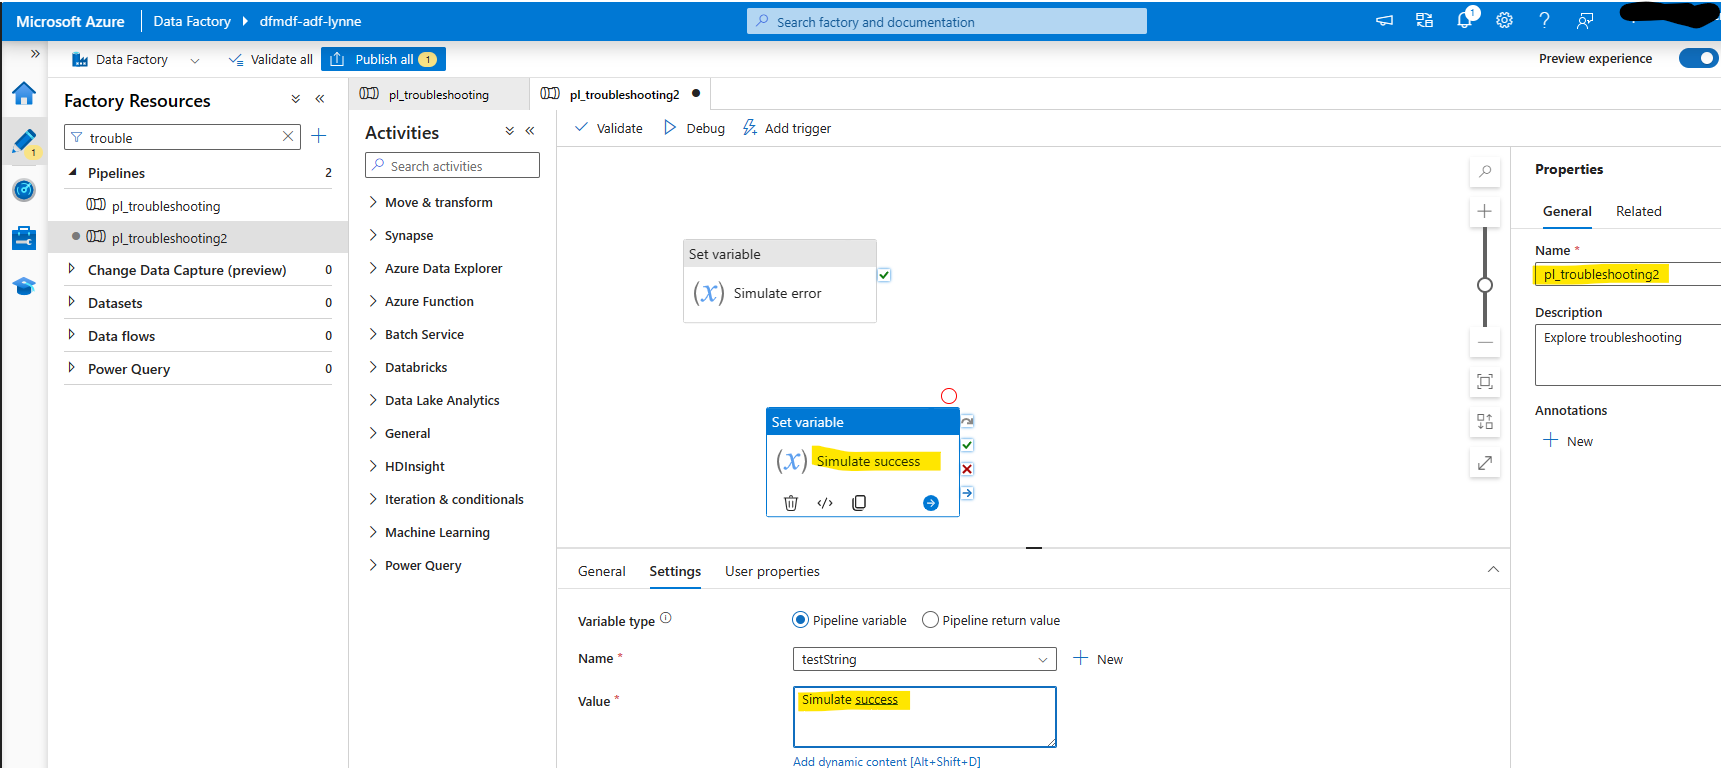 Microsoft Azure
Data Factory
dfmdf-adf-lynne
Search factory and documentation
1
Data Factory
Validate all
Publish all 1
Preview experience
1
Factory Resources
trouble
Pipelines 2
pl_troubleshooting
pl_troubleshooting2
Change Data Capture (preview) 0
Datasets 0
Data flows 0
Power Query 0
pl_troubleshooting
pl_troubleshooting2
Activities
Search activities
Move & transform
Synapse
Azure Data Explorer
Azure Function
Batch Service
Databricks
Data Lake Analytics
General
HDInsight
Iteration & conditionals
Machine Learning
Power Query
Validate
Debug
Add trigger
Set variable
(x) Simulate error
Set variable
(x) Simulate success
General
Settings
User properties
Variable type
Pipeline variable
Pipeline return value
Name *
testString
New
Value *
Simulate success
Add dynamic content [Alt+Shift+D]
Properties
General
Related
Name *
pl_troubleshooting2
Description
Explore troubleshooting
Annotations
New